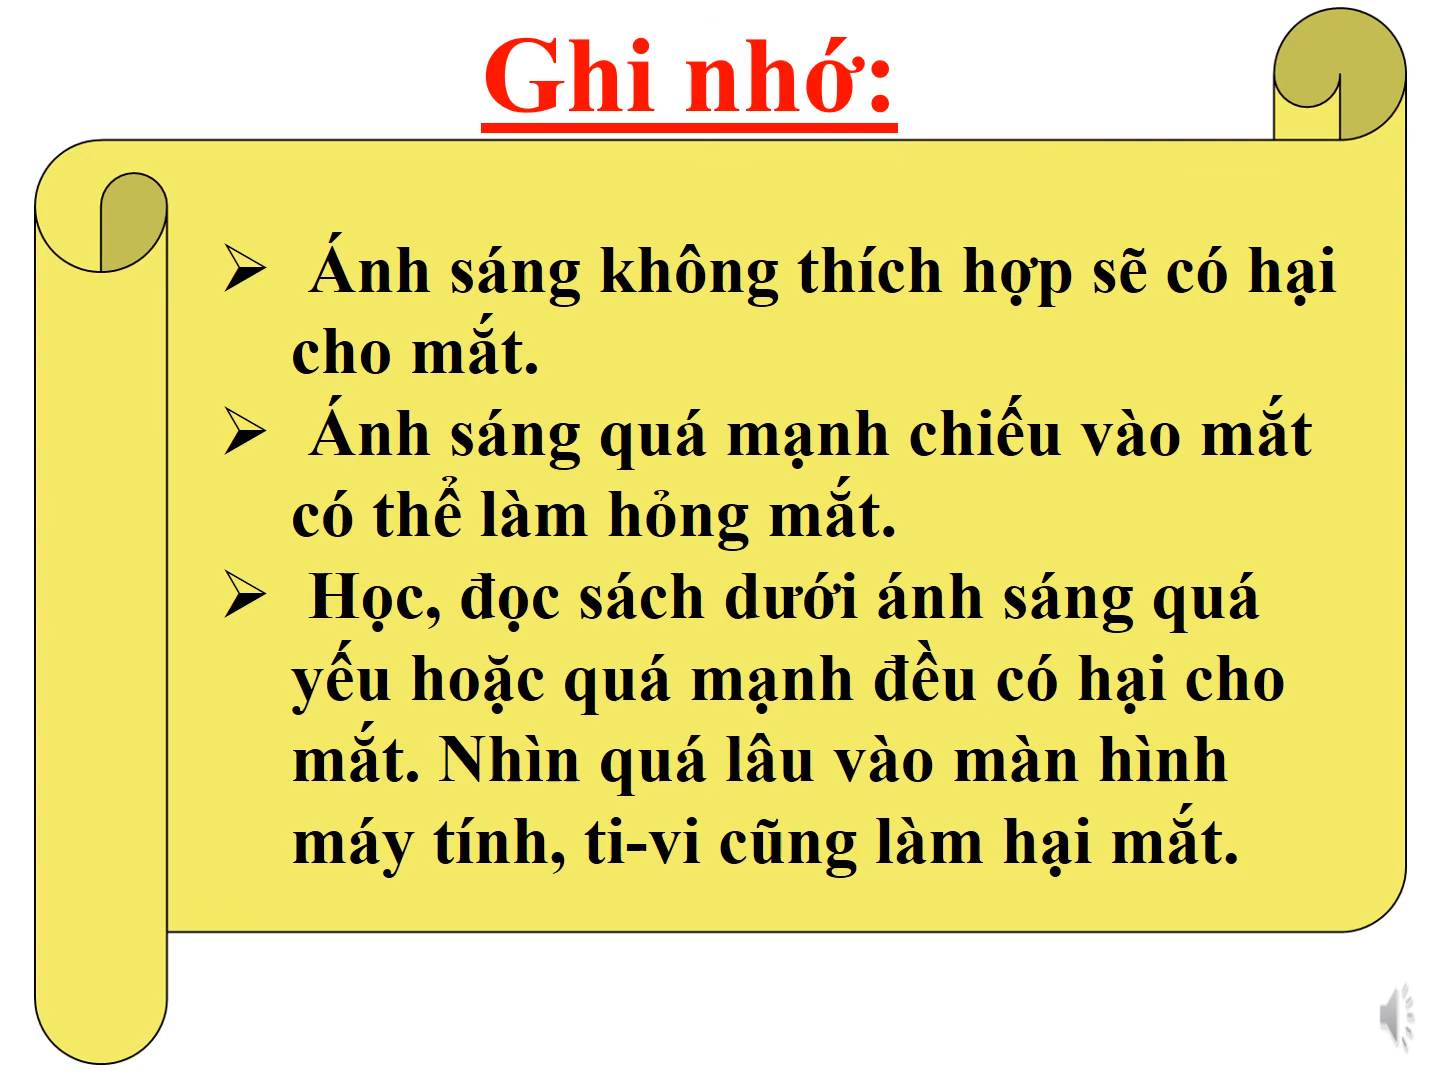 Ghi nhớ:
➢ Ánh sáng không thích hợp sẽ có hại
cho mắt.
➢ Ánh sáng quá mạnh chiếu vào mắt
có thể làm hỏng mắt.
➢ Học, đọc sách dưới ánh sáng quá
yếu hoặc quá mạnh đều có hại cho
mắt. Nhìn quá lâu vào màn hình
máy tính, ti-vi cũng làm hại mắt.